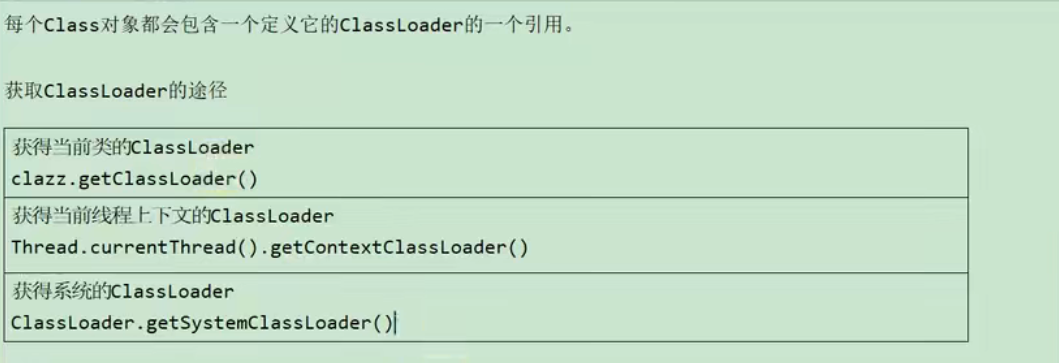 每个Class对象都会包含一个定义它的ClassLoader的一个引用。
获取ClassLoader的途径
获得当前类的ClassLoader
clazz.getClassLoader()
获得当前线程上下文的ClassLoader
Thread.currentThread().getContextClassLoader()
获得系统的ClassLoader
ClassLoader.getSystemClassLoader()